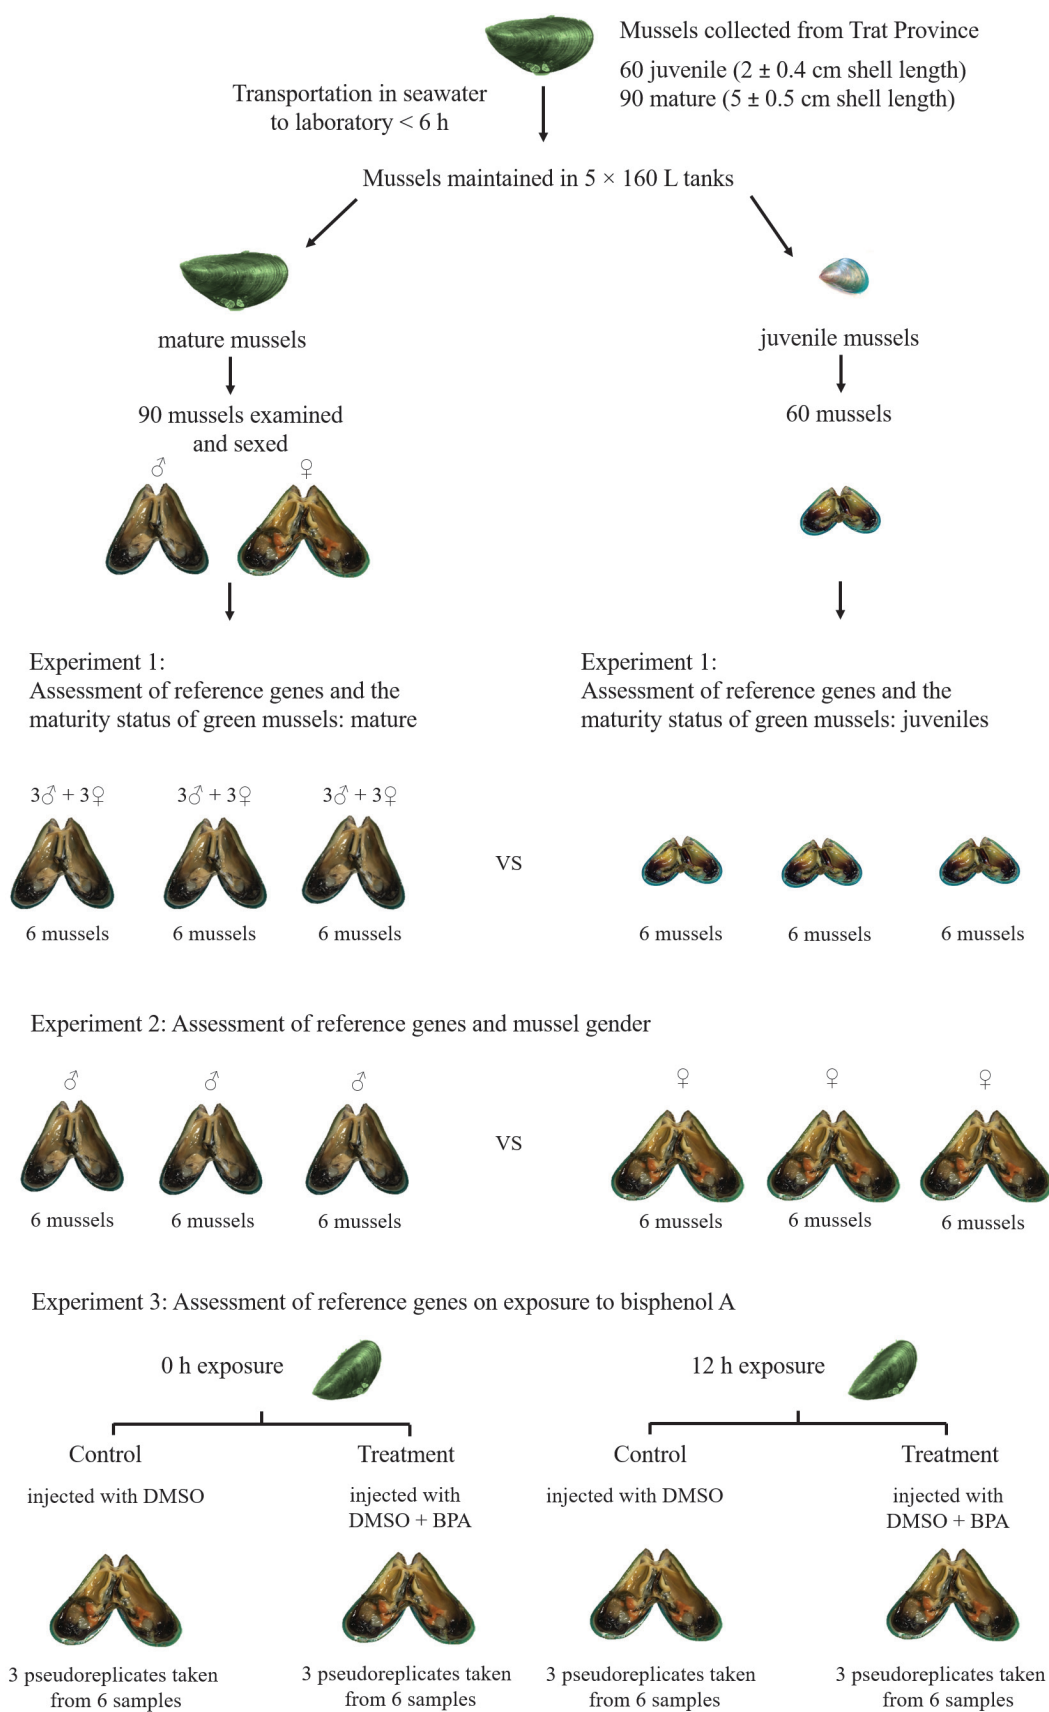 Mussels collected from Trat Province
60 juvenile (2 ± 0.4 cm shell length)
90 mature (5 ± 0.5 cm shell length)
Transportation in seawater
to laboratory < 6 h
Mussels maintained in 5 × 160 L tanks
mature mussels
juvenile mussels
90 mussels examined
and sexed
60 mussels
♂ ♀
Experiment 1:
Assessment of reference genes and the
maturity status of green mussels: mature
Experiment 1:
Assessment of reference genes and the
maturity status of green mussels: juveniles
3♂ + 3♀ 3♂ + 3♀ 3♂ + 3♀
VS
6 mussels 6 mussels 6 mussels 6 mussels 6 mussels 6 mussels
Experiment 2: Assessment of reference genes and mussel gender
♂ ♂ ♂ ♀ ♀ ♀
VS
6 mussels 6 mussels 6 mussels 6 mussels 6 mussels 6 mussels
Experiment 3: Assessment of reference genes on exposure to bisphenol A
0 h exposure
12 h exposure
Control
Treatment
Control
Treatment
injected with DMSO
injected with
DMSO + BPA
injected with DMSO
injected with
DMSO + BPA
3 pseudoreplicates taken
from 6 samples
3 pseudoreplicates taken
from 6 samples
3 pseudoreplicates taken
from 6 samples
3 pseudoreplicates taken
from 6 samples